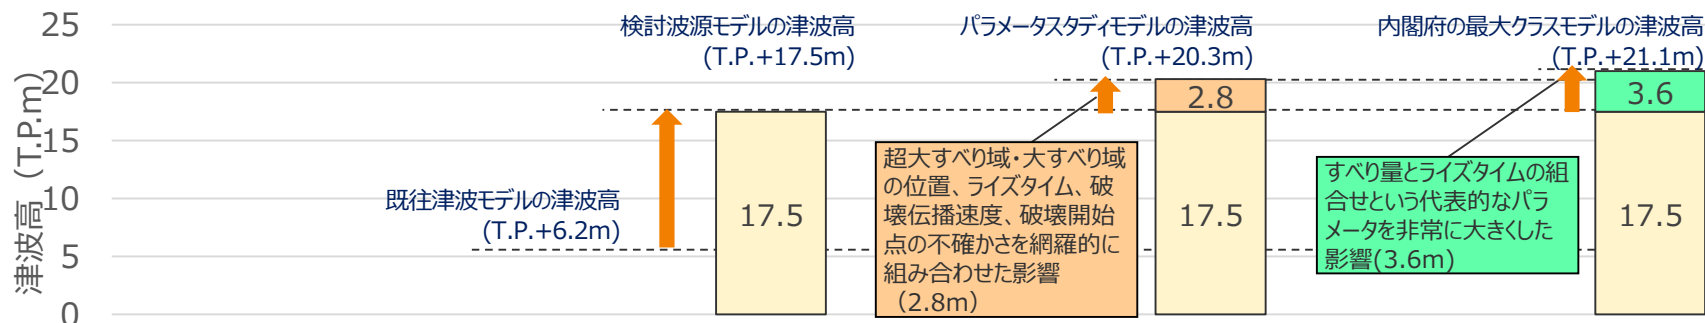 25
20
15
10
5
0
津波高（T.P.m）
検討波源モデルの津波高
(T.P.+17.5m)
パラメータスタディモデルの津波高
(T.P.+20.3m)
内閣府の最大クラスモデルの津波高
(T.P.+21.1m)
既往津波モデルの津波高
(T.P.+6.2m)
17.5
超大すべり域・大すべり域
の位置、ライズタイム、破
壊伝播速度、破壊開始
点の不確かさを網羅的に
組み合わせた影響
（2.8m）
2.8
17.5
すべり量とライズタイムの組
合せという代表的なパラ
メータを非常に大きくした
影響(3.6m)
3.6
17.5